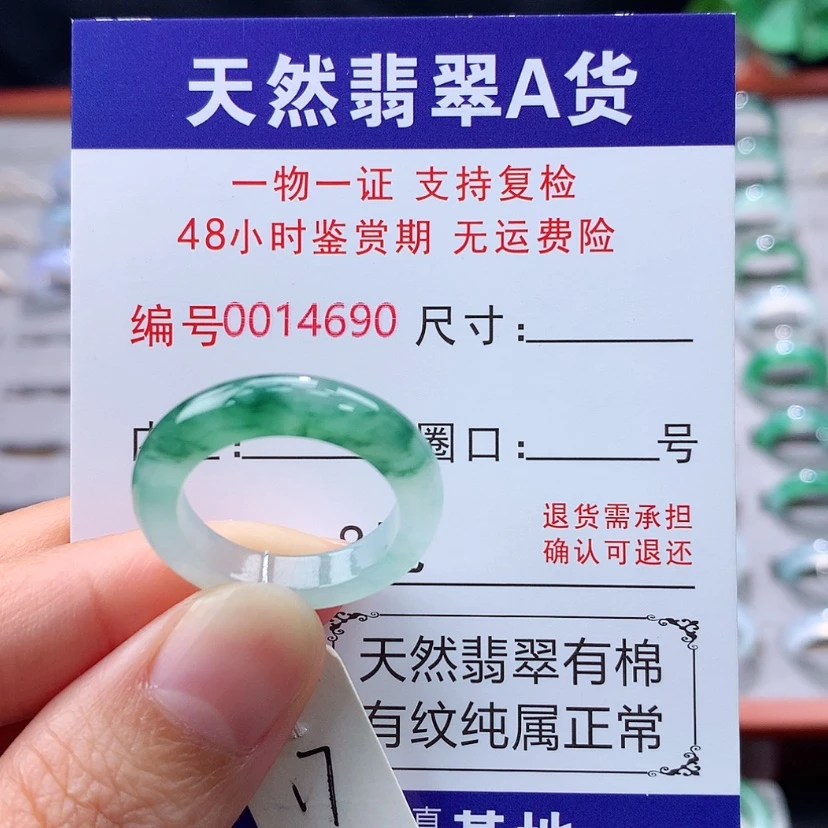 天然翡翠A货
一物一证 支持复检
48小时鉴赏期 无运费险
编号0014690 尺寸:
圈口: 号
退货需承担
确认可退还
天然翡翠有棉
有纹纯属正常
17